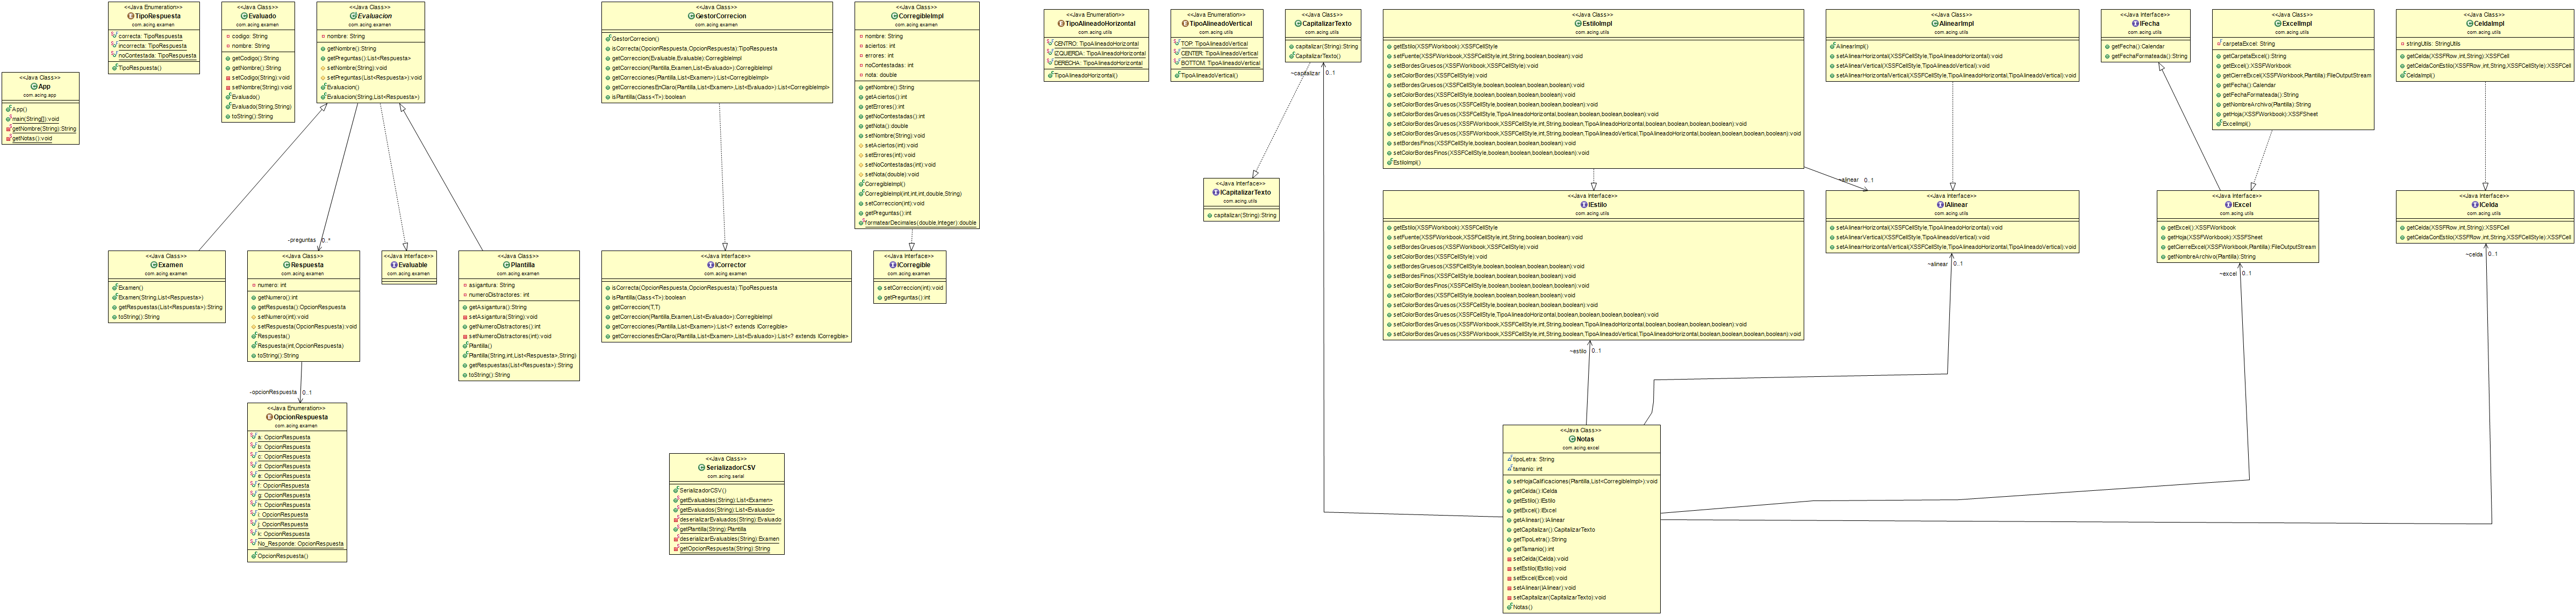 <<Java Class>>
App
com.acing.app
App()
main(String[]):void
getNombre(String):String
getNotas():void
<<Java Enumeration>>
TipoRespuesta
com.acing.examen
correcta: TipoRespuesta
incorrecta: TipoRespuesta
noContestada: TipoRespuesta
TipoRespuesta()
<<Java Class>>
Evaluado
com.acing.examen
codigo: String
nombre: String
getCodigo():String
getNombre():String
setCodigo(String):void
setNombre(String):void
Evaluado()
Evaluado(String,String)
toString():String
<<Java Class>>
Evaluacion
com.acing.examen
nombre: String
getNombre():String
getPreguntas():List<Respuesta>
setNombre(String):void
setPreguntas(List<Respuesta>):void
Evaluacion()
Evaluacion(String,List<Respuesta>)
-preguntas 0..*
<<Java Class>>
Examen
com.acing.examen
Examen()
Examen(String,List<Respuesta>)
getRespuestas(List<Respuesta>):String
toString():String
<<Java Class>>
Respuesta
com.acing.examen
numero: int
getNumero():int
getRespuesta():OpcionRespuesta
setNumero(int):void
setRespuesta(OpcionRespuesta):void
Respuesta()
Respuesta(int,OpcionRespuesta)
toString():String
-opcionRespuesta 0..1
<<Java Enumeration>>
OpcionRespuesta
com.acing.examen
a: OpcionRespuesta
b: OpcionRespuesta
c: OpcionRespuesta
d: OpcionRespuesta
e: OpcionRespuesta
f: OpcionRespuesta
g: OpcionRespuesta
h: OpcionRespuesta
i: OpcionRespuesta
j: OpcionRespuesta
k: OpcionRespuesta
No_Responde: OpcionRespuesta
OpcionRespuesta()
<<Java Interface>>
Evaluable
com.acing.examen
<<Java Class>>
Plantilla
com.acing.examen
asigantura: String
numeroDistractores: int
getAsigantura():String
setAsigantura(String):void
getNumeroDistractores():int
setNumeroDistractores(int):void
Plantilla()
Plantilla(String,int,List<Respuesta>,String)
getRespuestas(List<Respuesta>):String
toString():String
<<Java Class>>
GestorCorrecion
com.acing.examen
GestorCorrecion()
isCorrecta(OpcionRespuesta,OpcionRespuesta):TipoRespuesta
getCorreccion(Evaluable,Evaluable):CorregibleImpl
getCorreccion(Plantilla,Examen,List<Evaluado>):CorregibleImpl
getCorrecciones(Plantilla,List<Examen>):List<CorregibleImpl>
getCorreccionesEnClaro(Plantilla,List<Examen>,List<Evaluado>):List<CorregibleImpl>
isPlantilla(Class<T>):boolean
<<Java Interface>>
ICorrector
com.acing.examen
isCorrecta(OpcionRespuesta,OpcionRespuesta):TipoRespuesta
isPlantilla(Class<T>):boolean
getCorreccion(T,T)
getCorreccion(Plantilla,Examen,List<Evaluado>):CorregibleImpl
getCorrecciones(Plantilla,List<Examen>):List<? extends ICorregible>
getCorreccionesEnClaro(Plantilla,List<Examen>,List<Evaluado>):List<? extends ICorregible>
<<Java Class>>
SerializadorCSV
com.acing.serial
SerializadorCSV()
getEvaluables(String):List<Examen>
getEvaluados(String):List<Evaluado>
deserializarEvaluados(String):Evaluado
getPlantilla(String):Plantilla
deserializarEvaluables(String):Examen
getOpcionRespuesta(String):String
<<Java Class>>
CorregibleImpl
com.acing.examen
nombre: String
aciertos: int
errores: int
noContestadas: int
nota: double
getNombre():String
getAciertos():int
getErrores():int
getNoContestadas():int
getNota():double
setNombre(String):void
setAciertos(int):void
setErrores(int):void
setNoContestadas(int):void
setNota(double):void
CorregibleImpl()
CorregibleImpl(int,int,int,double,String)
setCorreccion(int):void
getPreguntas():int
formatearDecimales(double,Integer):double
<<Java Interface>>
ICorregible
com.acing.examen
setCorreccion(int):void
getPreguntas():int
<<Java Enumeration>>
TipoAlineadoHorizontal
com.acing.utils
CENTRO: TipoAlineadoHorizontal
IZQUIERDA: TipoAlineadoHorizontal
DERECHA: TipoAlineadoHorizontal
TipoAlineadoHorizontal()
<<Java Enumeration>>
TipoAlineadoVertical
com.acing.utils
TOP: TipoAlineadoVertical
CENTER: TipoAlineadoVertical
BOTTOM: TipoAlineadoVertical
TipoAlineadoVertical()
<<Java Class>>
CapitalizarTexto
com.acing.utils
capitalizar(String):String
CapitalizarTexto()
~capitalizar 0..1
<<Java Interface>>
ICapitalizarTexto
com.acing.utils
capitalizar(String):String
<<Java Class>>
EstiloImpl
com.acing.utils
getEstilo(XSSFWorkbook):XSSFCellStyle
setFuente(XSSFWorkbook,XSSFCellStyle,int,String,boolean,boolean):void
setBordesGruesos(XSSFWorkbook,XSSFCellStyle):void
setColorBordes(XSSFCellStyle):void
setBordesGruesos(XSSFCellStyle,boolean,boolean,boolean,boolean):void
setColorBordes(XSSFCellStyle,boolean,boolean,boolean,boolean):void
setColorBordesGruesos(XSSFCellStyle,boolean,boolean,boolean,boolean):void
setColorBordesGruesos(XSSFCellStyle,TipoAlineadoHorizontal,boolean,boolean,boolean,boolean):void
setColorBordesGruesos(XSSFWorkbook,XSSFCellStyle,int,String,boolean,TipoAlineadoHorizontal,boolean,boolean,boolean,boolean):void
setColorBordesGruesos(XSSFWorkbook,XSSFCellStyle,int,String,boolean,TipoAlineadoVertical,TipoAlineadoHorizontal,boolean,boolean,boolean,boolean):void
setBordesFinos(XSSFCellStyle,boolean,boolean,boolean,boolean):void
setColorBordesFinos(XSSFCellStyle,boolean,boolean,boolean,boolean):void
EstiloImpl()
~alinear 0..1
<<Java Interface>>
IEstilo
com.acing.utils
getEstilo(XSSFWorkbook):XSSFCellStyle
setFuente(XSSFWorkbook,XSSFCellStyle,int,String,boolean,boolean):void
setBordesGruesos(XSSFWorkbook,XSSFCellStyle):void
setColorBordes(XSSFCellStyle):void
setBordesGruesos(XSSFCellStyle,boolean,boolean,boolean,boolean):void
setBordesFinos(XSSFCellStyle,boolean,boolean,boolean,boolean):void
setColorBordesFinos(XSSFCellStyle,boolean,boolean,boolean,boolean):void
setColorBordes(XSSFCellStyle,boolean,boolean,boolean,boolean):void
setColorBordesGruesos(XSSFCellStyle,boolean,boolean,boolean,boolean):void
setColorBordesGruesos(XSSFCellStyle,TipoAlineadoHorizontal,boolean,boolean,boolean,boolean):void
setColorBordesGruesos(XSSFWorkbook,XSSFCellStyle,int,String,boolean,TipoAlineadoHorizontal,boolean,boolean,boolean,boolean):void
setColorBordesGruesos(XSSFWorkbook,XSSFCellStyle,int,String,boolean,TipoAlineadoVertical,TipoAlineadoHorizontal,boolean,boolean,boolean,boolean):void
~estilo 0..1
<<Java Class>>
Notas
com.acing.excel
tipoLetra: String
tamanio: int
setHojaCalificaciones(Plantilla,List<CorregibleImpl>):void
getCelda():ICelda
getEstilo():IEstilo
getExcel():IExcel
getAlinear():IAlinear
getCapitalizar():CapitalizarTexto
getTipoLetra():String
getTamanio():int
setCelda(ICelda):void
setEstilo(IEstilo):void
setExcel(IExcel):void
setAlinear(IAlinear):void
setCapitalizar(CapitalizarTexto):void
Notas()
<<Java Class>>
AlinearImpl
com.acing.utils
AlinearImpl()
setAlinearHorizontal(XSSFCellStyle,TipoAlineadoHorizontal):void
setAlinearVertical(XSSFCellStyle,TipoAlineadoVertical):void
setAlinearHorizontalVertical(XSSFCellStyle,TipoAlineadoHorizontal,TipoAlineadoVertical):void
<<Java Interface>>
IAlinear
com.acing.utils
setAlinearHorizontal(XSSFCellStyle,TipoAlineadoHorizontal):void
setAlinearVertical(XSSFCellStyle,TipoAlineadoVertical):void
setAlinearHorizontalVertical(XSSFCellStyle,TipoAlineadoHorizontal,TipoAlineadoVertical):void
~alinear 0..1
<<Java Interface>>
IFecha
com.acing.utils
getFecha():Calendar
getFechaFormateada():String
<<Java Class>>
ExcelImpl
com.acing.utils
carpetaExcel: String
getCarpetaExcel():String
getExcel():XSSFWorkbook
getCierreExcel(XSSFWorkbook,Plantilla):FileOutputStream
getFecha():Calendar
getFechaFormateada():String
getNombreArchivo(Plantilla):String
getHoja(XSSFWorkbook):XSSFSheet
ExcelImpl()
<<Java Interface>>
IExcel
com.acing.utils
getExcel():XSSFWorkbook
getHoja(XSSFWorkbook):XSSFSheet
getCierreExcel(XSSFWorkbook,Plantilla):FileOutputStream
getNombreArchivo(Plantilla):String
~excel 0..1
<<Java Class>>
CeldaImpl
com.acing.utils
stringUtils: StringUtils
getCelda(XSSFRow,int,String):XSSFCell
getCeldaConEstilo(XSSFRow,int,String,XSSFCellStyle):XSSFCell
CeldaImpl()
<<Java Interface>>
ICelda
com.acing.utils
getCelda(XSSFRow,int,String):XSSFCell
getCeldaConEstilo(XSSFRow,int,String,XSSFCellStyle):XSSFCell
~celda 0..1